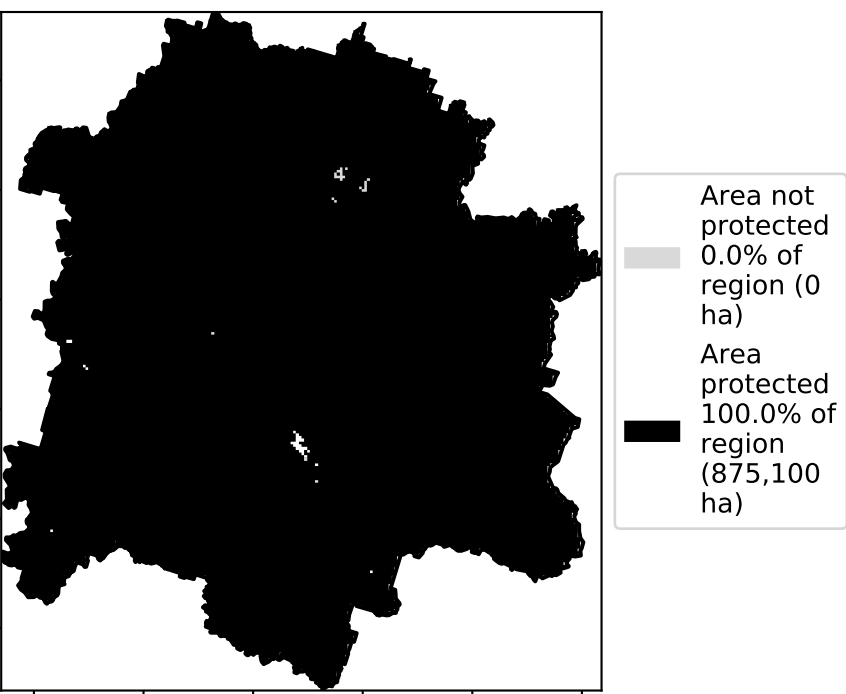 Area not
protected
0.0% of
region (0
ha)
Area
protected
100.0% of
region
(875,100
ha)